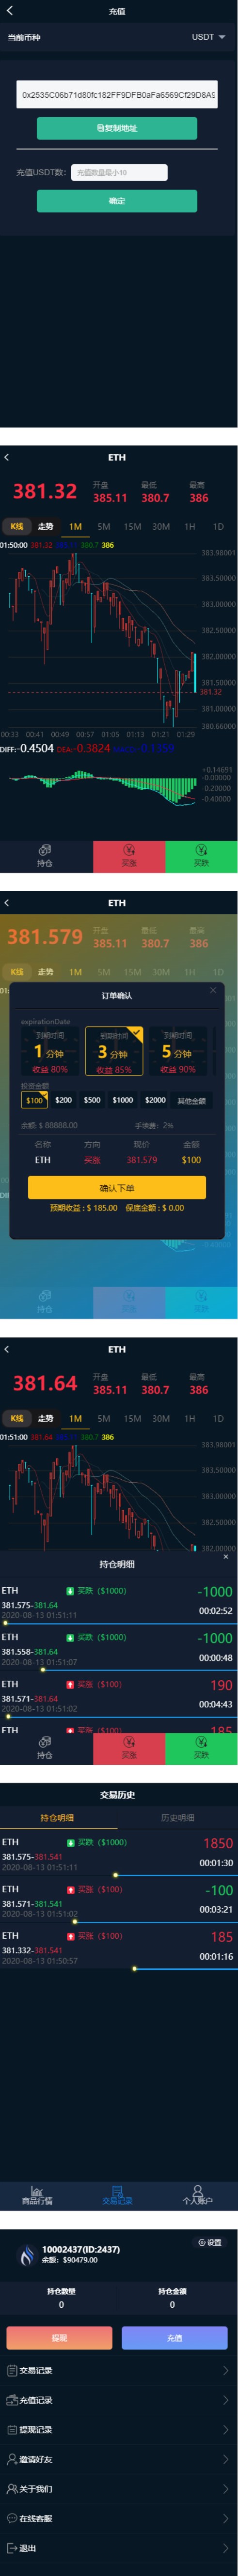 充值
当前币种 USDT
0x2535C06b71d80fc182FF9DFB0aFa6569Cf29D8A9
复制地址
充值USDT数： 充值数量最小10
确定
ETH
381.32
开盘 最低 最高
385.11 380.7 386
K线 走势 1M 5M 15M 30M 1H 1D
01:50:00 381.32 380.7 386
383.98001
383.50000
383.00000
382.50000
382.00000
381.50000
381.32
381.00000
380.66000
00:33 00:41 00:49 00:57 01:05 01:13 01:21 01:29
DIFF:-0.4504 DEA:-0.3824
+0.14691
-0.00000
-0.20000
-0.40000
持仓 买涨 买跌
ETH
381.579
开盘 最低 最高
385.11 380.7 386
K线 走势 1M 5M 15M 30M 1H 1D
订单确认
expirationDate
到期时间 到期时间 到期时间
1 分钟 3 分钟 5 分钟
收益 80% 收益 85% 收益 90%
投资金额
$100 $200 $500 $1000 $2000 其他金额
余额: $ 88888.00 手续费: 2%
名称 方向 现价 金额
ETH 买涨 381.579 $100
确认下单
预期收益 : $ 185.00 保底金额 : $ 0.00
持仓 买涨 买跌
ETH
381.64
开盘 最低 最高
385.11 380.7 386
K线 走势 1M 5M 15M 30M 1H 1D
01:51:00 381.64 380.7 386
383.98001
383.50000
383.00000
382.50000
382.00000
持仓明细
×
ETH 买跌（$1000） -1000
381.575-381.64
2020-08-13 01:51:11 00:02:52
ETH 买跌（$1000） -1000
381.558-381.64
2020-08-13 01:51:07 00:00:48
ETH 买涨（$100） 190
381.571-381.64
2020-08-13 01:51:02 00:04:43
ETH 买涨（$100） 185
持仓 买涨 买跌
交易历史
持仓明细 历史明细
ETH 买跌（$1000） 1850
381.575-381.541
2020-08-13 01:51:11 00:01:30
ETH 买涨（$100） -100
381.571-381.541
2020-08-13 01:51:02 00:03:21
ETH 买涨（$100） 185
381.332-381.541
2020-08-13 01:50:57 00:01:16
商品行情 交易记录 个人账户
10002437(ID:2437) 设置
余额：$90479.00
持仓数量 持仓金额
0 0
提现 充值
交易记录
充值记录
提现记录
邀请好友
关于我们
在线客服
退出